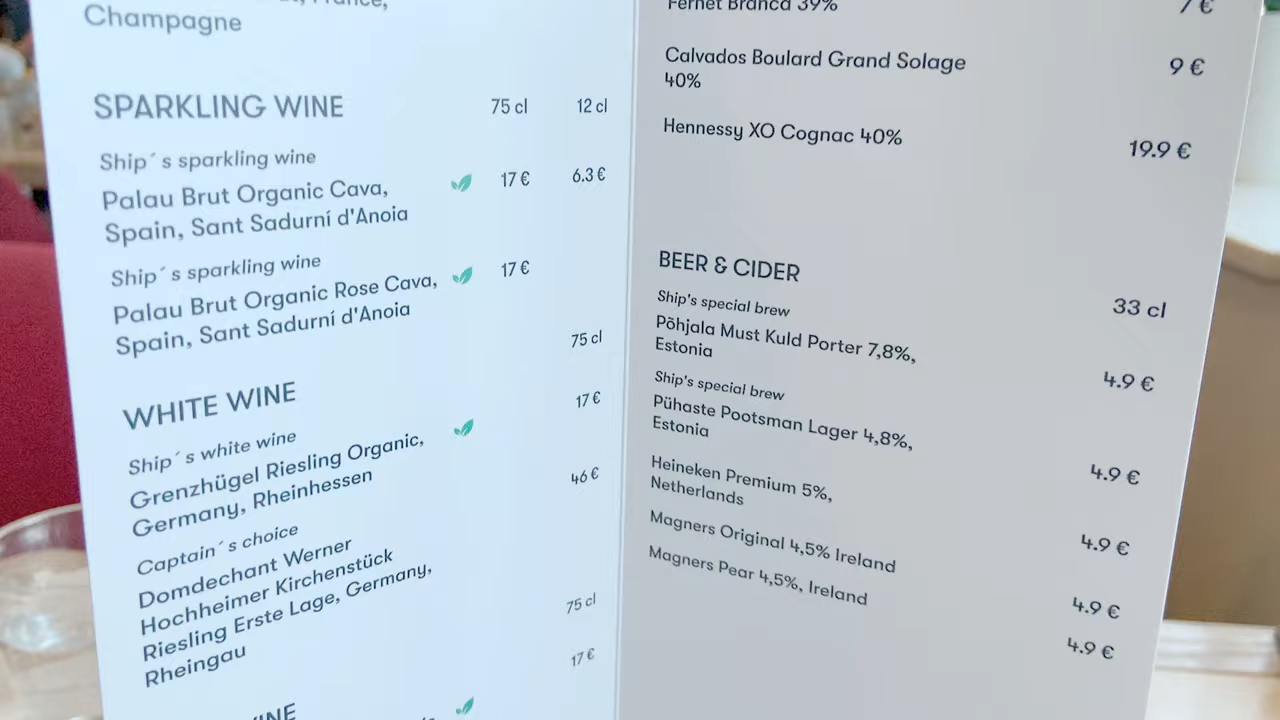 Champagne
SPARKLING WINE 75 cl 12 cl
Ship´s sparkling wine
Palau Brut Organic Cava, 17 € 6.3 €
Spain, Sant Sadurní d'Anoia
Ship´s sparkling wine
Palau Brut Organic Rose Cava, 17 €
Spain, Sant Sadurní d'Anoia
75 cl
WHITE WINE
17 €
Ship´s white wine
Grenzhügel Riesling Organic,
Germany, Rheinhessen
46 €
Captain´s choice
Domdechant Werner
Hochheimer Kirchenstück
Riesling Erste Lage, Germany,
Rheingau
75 cl
17 €
Fernet Branca 39% 7 €
Calvados Boulard Grand Solage 9 €
40%
Hennessy XO Cognac 40% 19.9 €
BEER & CIDER 33 cl
Ship's special brew
Põhjala Must Kuld Porter 7,8%, 4.9 €
Estonia
Ship's special brew
Pühaste Pootsman Lager 4,8%, 4.9 €
Estonia
Heineken Premium 5%, 4.9 €
Netherlands
Magners Original 4,5% Ireland 4.9 €
Magners Pear 4,5%, Ireland 4.9 €